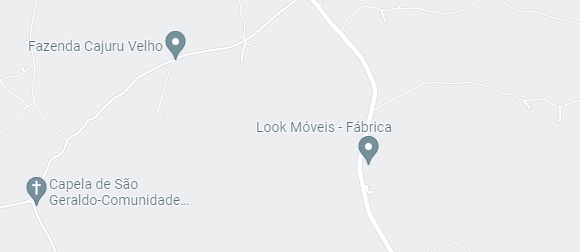 Fazenda Cajuru Velho
Look Móveis - Fábrica
Capela de São
Geraldo-Comunidade...